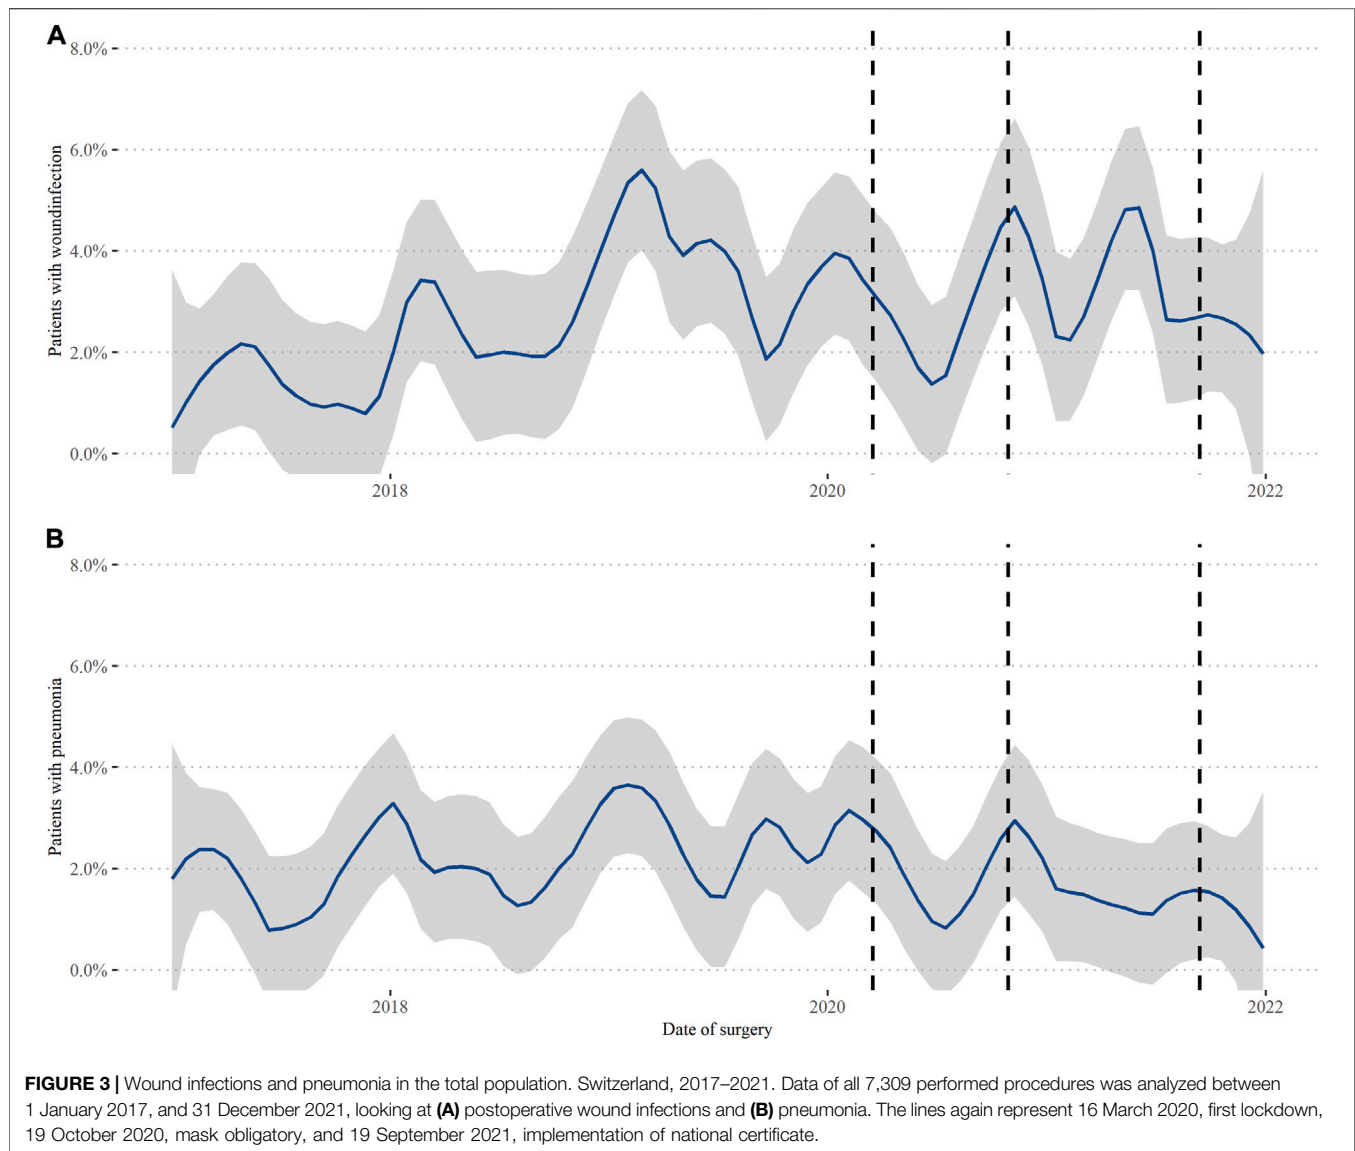 A
8.0%
6.0%
4.0%
2.0%
0.0%
Patients with woundinfection
2018
2020
2022
B
8.0%
6.0%
4.0%
2.0%
0.0%
Patients with pneumonia
2018
2020
2022
Date of surgery
FIGURE 3 | Wound infections and pneumonia in the total population. Switzerland, 2017–2021. Data of all 7,309 performed procedures was analyzed between
1 January 2017, and 31 December 2021, looking at (A) postoperative wound infections and (B) pneumonia. The lines again represent 16 March 2020, first lockdown,
19 October 2020, mask obligatory, and 19 September 2021, implementation of national certificate.